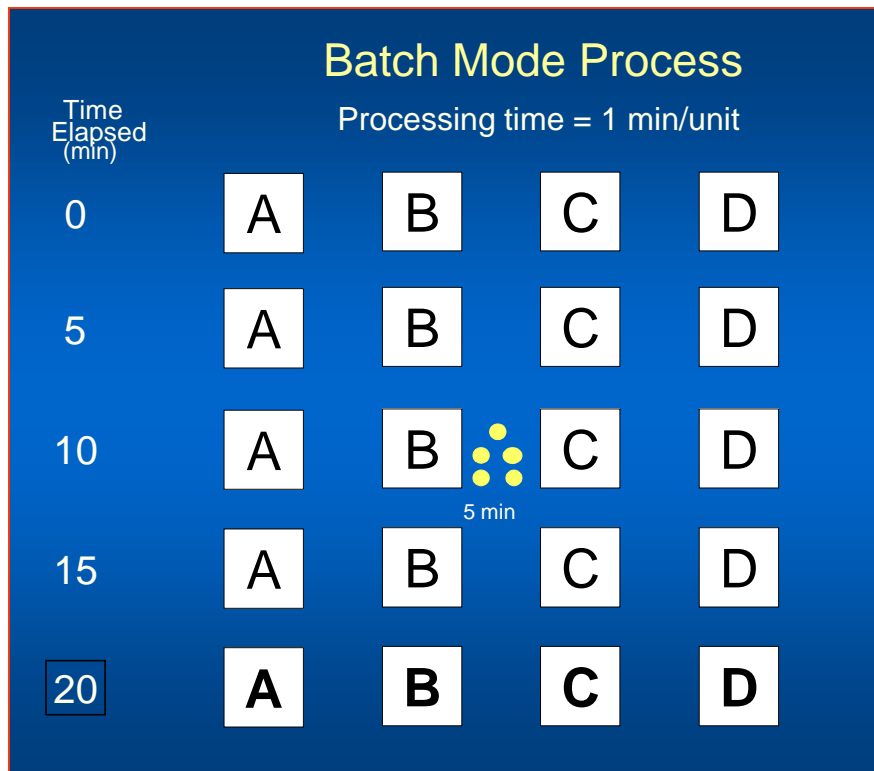 Batch Mode Process
Time
Elapsed
(min)
Processing time = 1 min/unit
0 A B C D
5 A B C D
10 A B C D
5 min
15 A B C D
20 A B C D